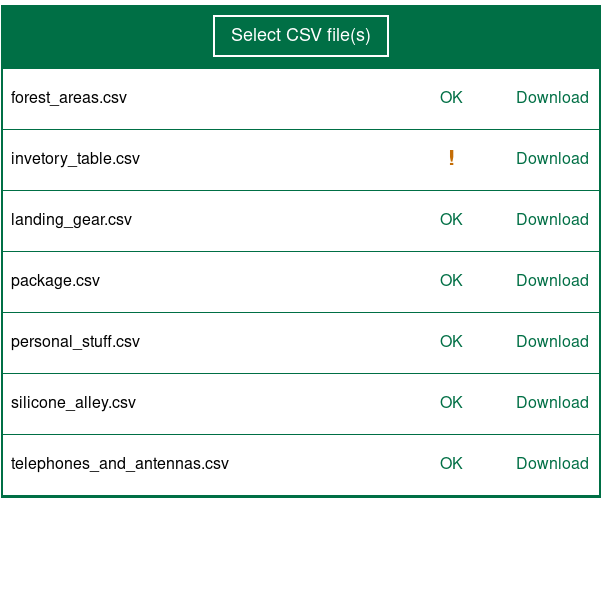 Select CSV file(s)
forest_areas.csv OK Download
invetory_table.csv ! Download
landing_gear.csv OK Download
package.csv OK Download
personal_stuff.csv OK Download
silicone_alley.csv OK Download
telephones_and_antennas.csv OK Download